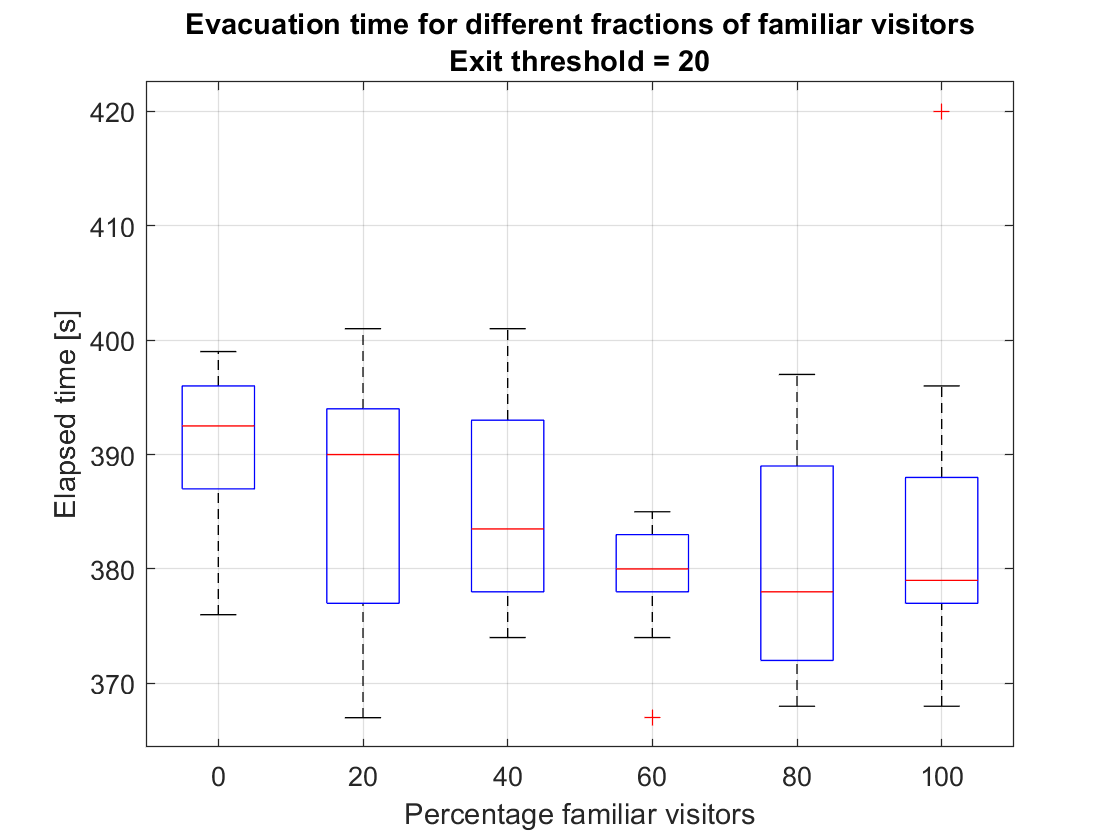 Evacuation time for different fractions of familiar visitors
Exit threshold = 20
420
410
400
390
380
370
Elapsed time [s]
0 20 40 60 80 100
Percentage familiar visitors